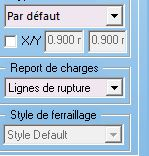 Par défaut
X/Y 0.900 r 0.900 r
Report de charges
Lignes de rupture
Style de ferraillage
Style Default